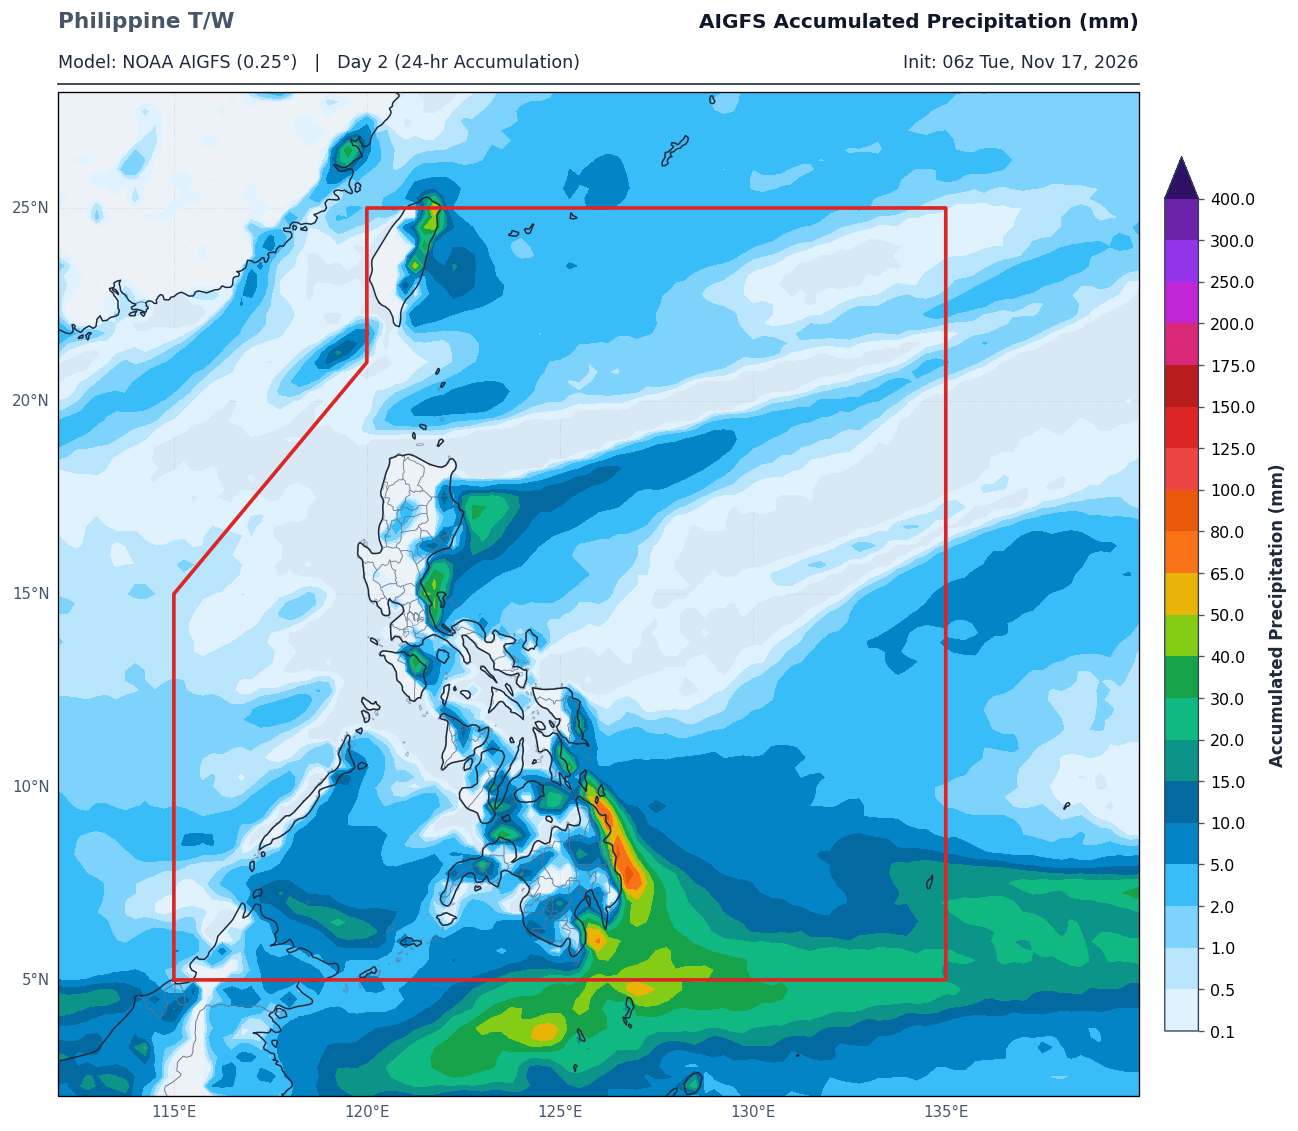 Philippine T/W
AIGFS Accumulated Precipitation (mm)
Model: NOAA AIGFS (0.25°)   |   Day 2 (24-hr Accumulation)
Init: 06z Tue, Nov 17, 2026
25°N
20°N
15°N
10°N
5°N
115°E
120°E
125°E
130°E
135°E
400.0
300.0
250.0
200.0
175.0
150.0
125.0
100.0
80.0
65.0
50.0
40.0
30.0
20.0
15.0
10.0
5.0
2.0
1.0
0.5
0.1
Accumulated Precipitation (mm)